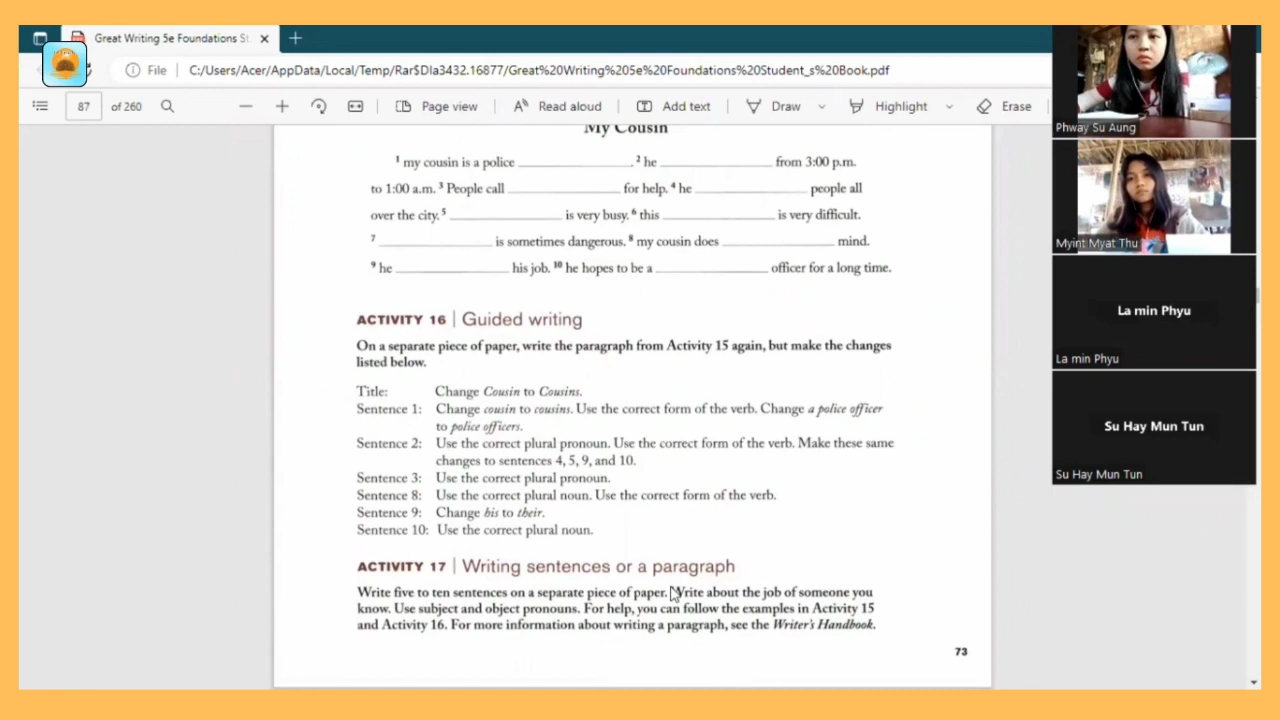 Great Writing 5e Foundations St
File C:/Users/Acer/AppData/Local/Temp/Rar$DIa3432.16877/Great%20Writing%205e%20Foundations%20Student_s%20Book.pdf
87 of 260 Page view A Read aloud Add text Draw Highlight Erase
My Cousin
1 my cousin is a police ____________. 2 he ____________ from 3:00 p.m.
to 1:00 a.m. 3 People call ____________ for help. 4 he ____________ people all
over the city. 5 ____________ is very busy. 6 this ____________ is very difficult.
7 ____________ is sometimes dangerous. 8 my cousin does ____________ mind.
9 he ____________ his job. 10 he hopes to be a ____________ officer for a long time.
ACTIVITY 16 | Guided writing
On a separate piece of paper, write the paragraph from Activity 15 again, but make the changes
listed below.
Title: Change Cousin to Cousins.
Sentence 1: Change cousin to cousins. Use the correct form of the verb. Change a police officer
to police officers.
Sentence 2: Use the correct plural pronoun. Use the correct form of the verb. Make these same
changes to sentences 4, 5, 9, and 10.
Sentence 3: Use the correct plural pronoun.
Sentence 8: Use the correct plural noun. Use the correct form of the verb.
Sentence 9: Change his to their.
Sentence 10: Use the correct plural noun.
ACTIVITY 17 | Writing sentences or a paragraph
Write five to ten sentences on a separate piece of paper. Write about the job of someone you
know. Use subject and object pronouns. For help, you can follow the examples in Activity 15
and Activity 16. For more information about writing a paragraph, see the Writer's Handbook.
73
Phway Su Aung
Myint Myat Thu
La min Phyu
La min Phyu
Su Hay Mun Tun
Su Hay Mun Tun